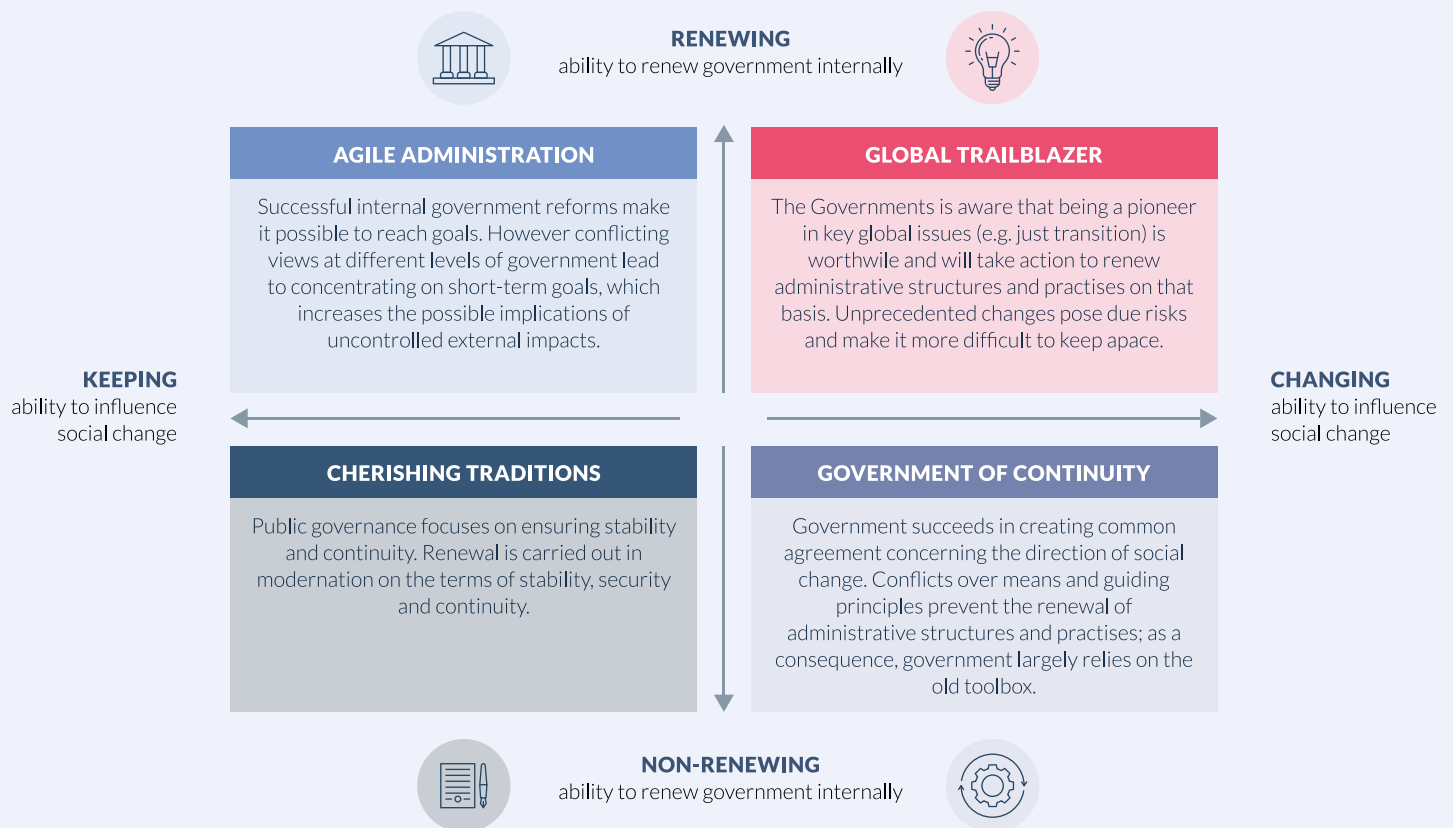 RENEWING
ability to renew government internally
AGILE ADMINISTRATION
Successful internal government reforms make
it possible to reach goals. However conflicting
views at different levels of government lead
to concentrating on short-term goals, which
increases the possible implications of
uncontrolled external impacts.
GLOBAL TRAILBLAZER
The Governments is aware that being a pioneer
in key global issues (e.g. just transition) is
worthwile and will take action to renew
administrative structures and practises on that
basis. Unprecedented changes pose due risks
and make it more difficult to keep apace.
KEEPING
ability to influence
social change
CHANGING
ability to influence
social change
CHERISHING TRADITIONS
Public governance focuses on ensuring stability
and continuity. Renewal is carried out in
modernation on the terms of stability, security
and continuity.
GOVERNMENT OF CONTINUITY
Government succeeds in creating common
agreement concerning the direction of social
change. Conflicts over means and guiding
principles prevent the renewal of
administrative structures and practises; as a
consequence, government largely relies on the
old toolbox.
NON-RENEWING
ability to renew government internally